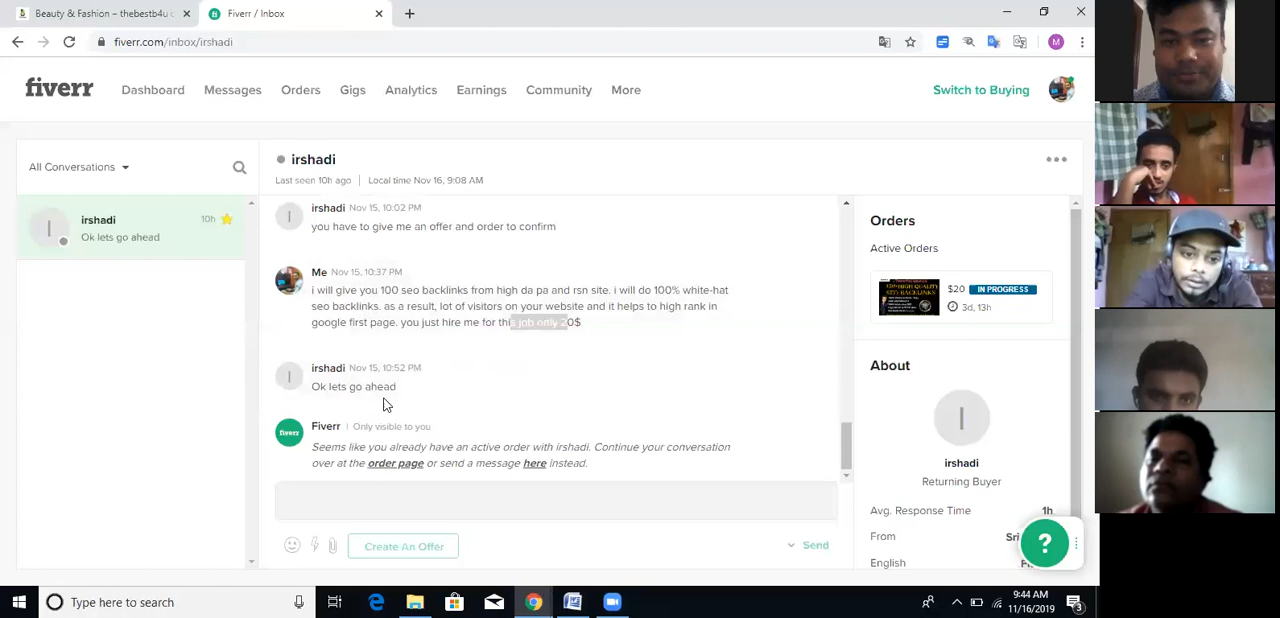 Beauty & Fashion – thebestb4u
Fiverr / Inbox
fiverr.com/inbox/irshadi
M
fiverr
Dashboard
Messages
Orders
Gigs
Analytics
Earnings
Community
More
Switch to Buying
All Conversations
irshadi
10h
Ok lets go ahead
irshadi
Last seen 10h ago | Local time Nov 16, 9:08 AM
irshadi Nov 15, 10:02 PM
you have to give me an offer and order to confirm
Me Nov 15, 10:37 PM
i will give you 100 seo backlinks from high da pa and rsn site. i will do 100% white-hat
seo backlinks. as a result, lot of visitors on your website and it helps to high rank in
google first page. you just hire me for this job only 20$
irshadi Nov 15, 10:52 PM
Ok lets go ahead
fiverr
Fiverr | Only visible to you
Seems like you already have an active order with irshadi. Continue your conversation
over at the order page or send a message here instead.
Create An Offer
Send
Orders
Active Orders
$20 IN PROGRESS
3d, 13h
About
I
irshadi
Returning Buyer
Avg. Response Time 1h
From
English
?
Type here to search
9:44 AM
11/16/2019
3